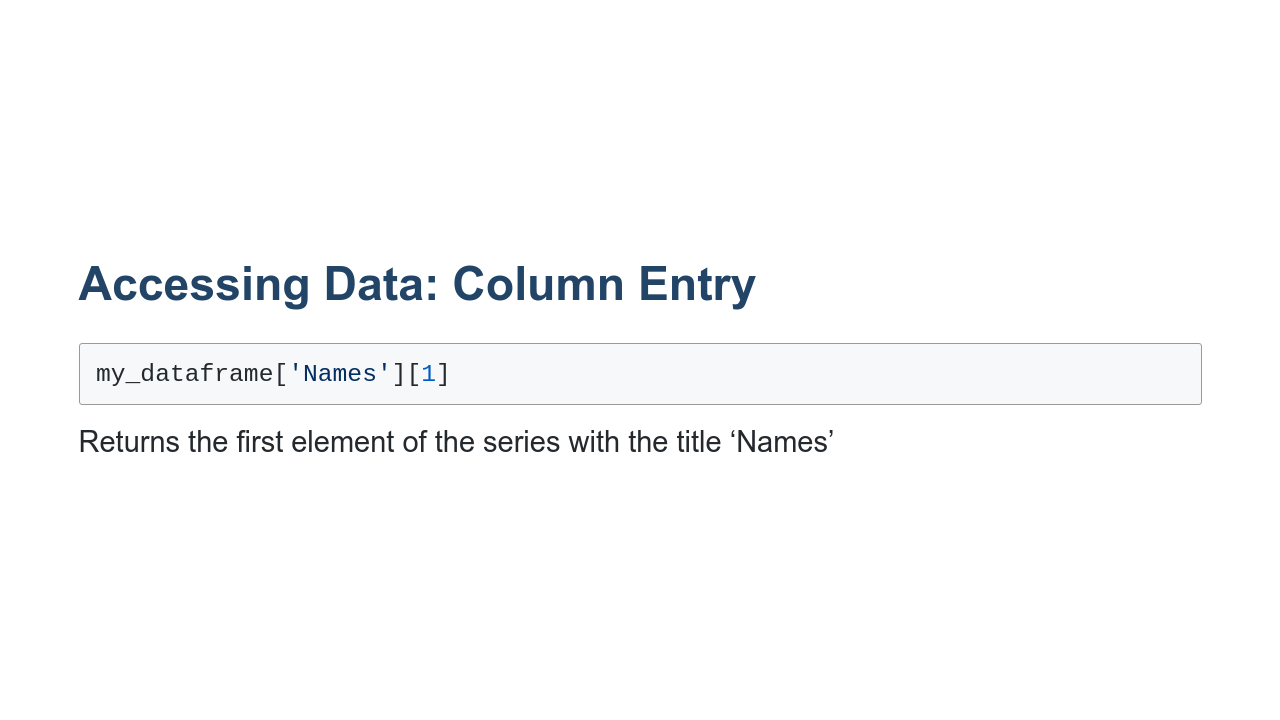 Accessing Data: Column Entry
my_dataframe['Names'][1]
Returns the first element of the series with the title ‘Names’